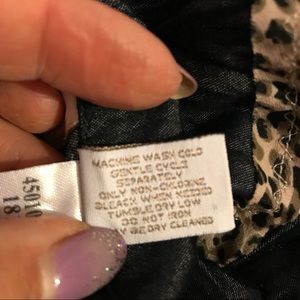 MACHINE WASH COLD
GENTLE CYCLE
SEPARATELY
ONLY NON-CHLORINE
BLEACH WHEN NEEDED
TUMBLE DRY LOW
DO NOT IRON
BE DRY CLEANED
18